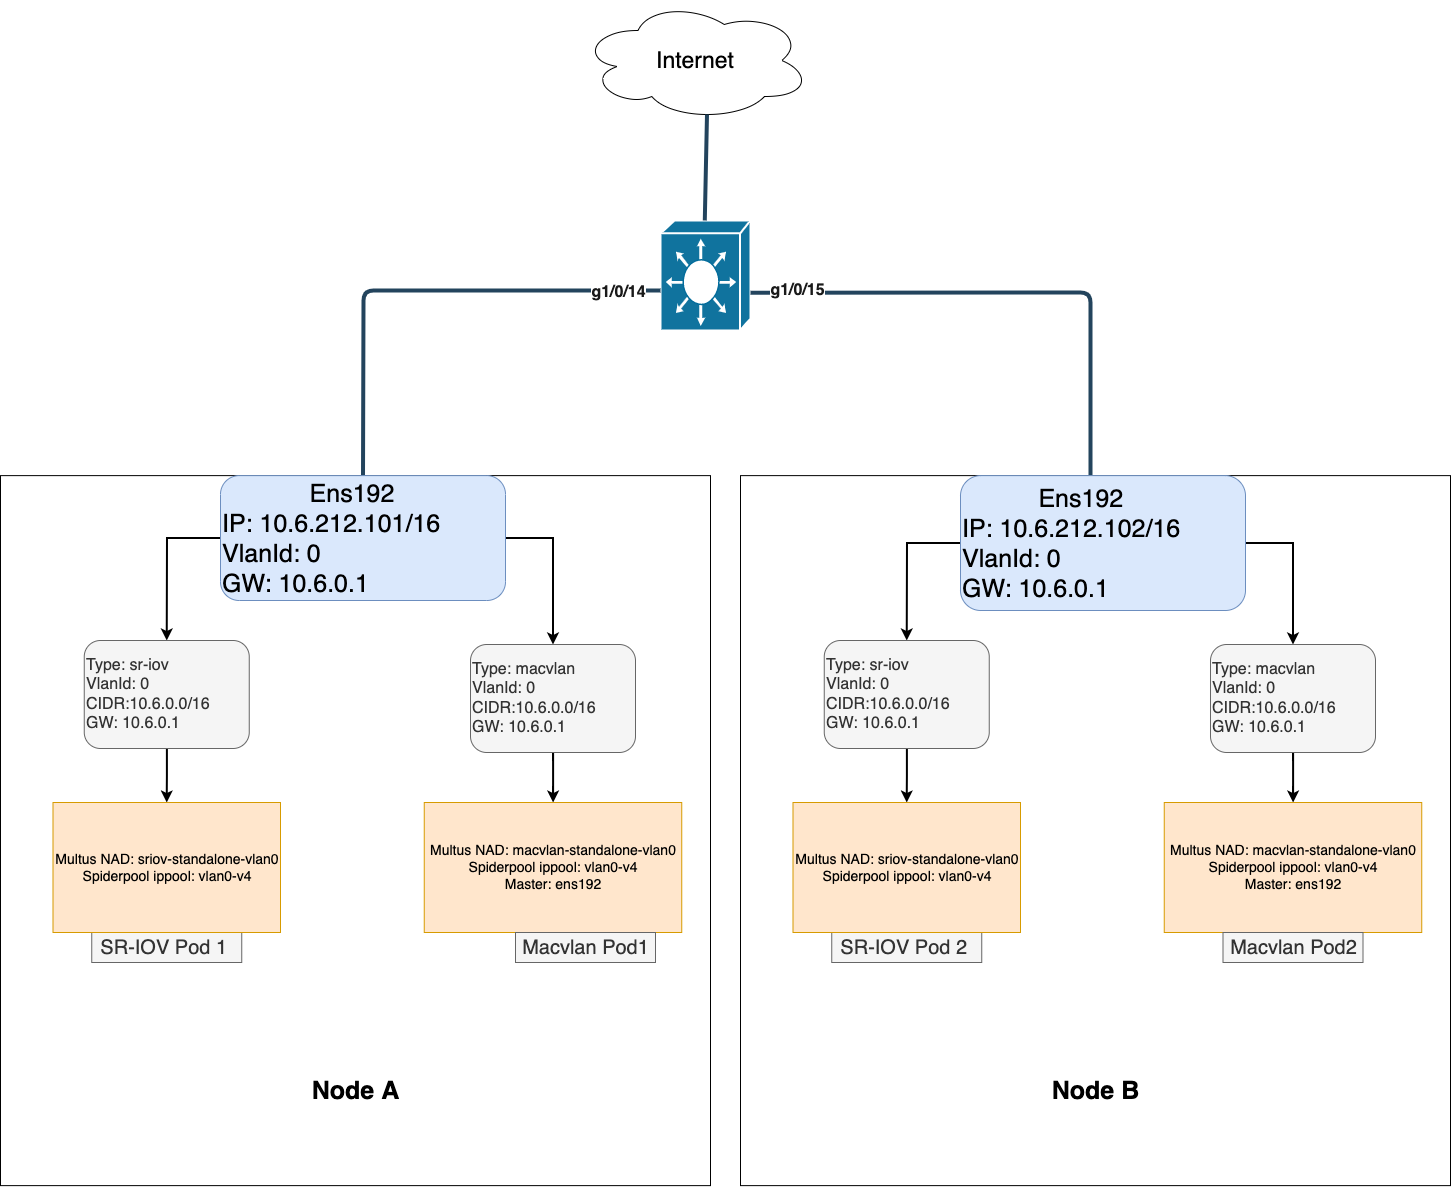 Internet
g1/0/14
g1/0/15
Ens192
IP: 10.6.212.101/16
VlanId: 0
GW: 10.6.0.1
Ens192
IP: 10.6.212.102/16
VlanId: 0
GW: 10.6.0.1
Type: sr-iov
VlanId: 0
CIDR:10.6.0.0/16
GW: 10.6.0.1
Type: macvlan
VlanId: 0
CIDR:10.6.0.0/16
GW: 10.6.0.1
Type: sr-iov
VlanId: 0
CIDR:10.6.0.0/16
GW: 10.6.0.1
Type: macvlan
VlanId: 0
CIDR:10.6.0.0/16
GW: 10.6.0.1
Multus NAD: sriov-standalone-vlan0
Spiderpool ippool: vlan0-v4
Multus NAD: macvlan-standalone-vlan0
Spiderpool ippool: vlan0-v4
Master: ens192
Multus NAD: sriov-standalone-vlan0
Spiderpool ippool: vlan0-v4
Multus NAD: macvlan-standalone-vlan0
Spiderpool ippool: vlan0-v4
Master: ens192
SR-IOV Pod 1
Macvlan Pod1
SR-IOV Pod 2
Macvlan Pod2
Node A
Node B